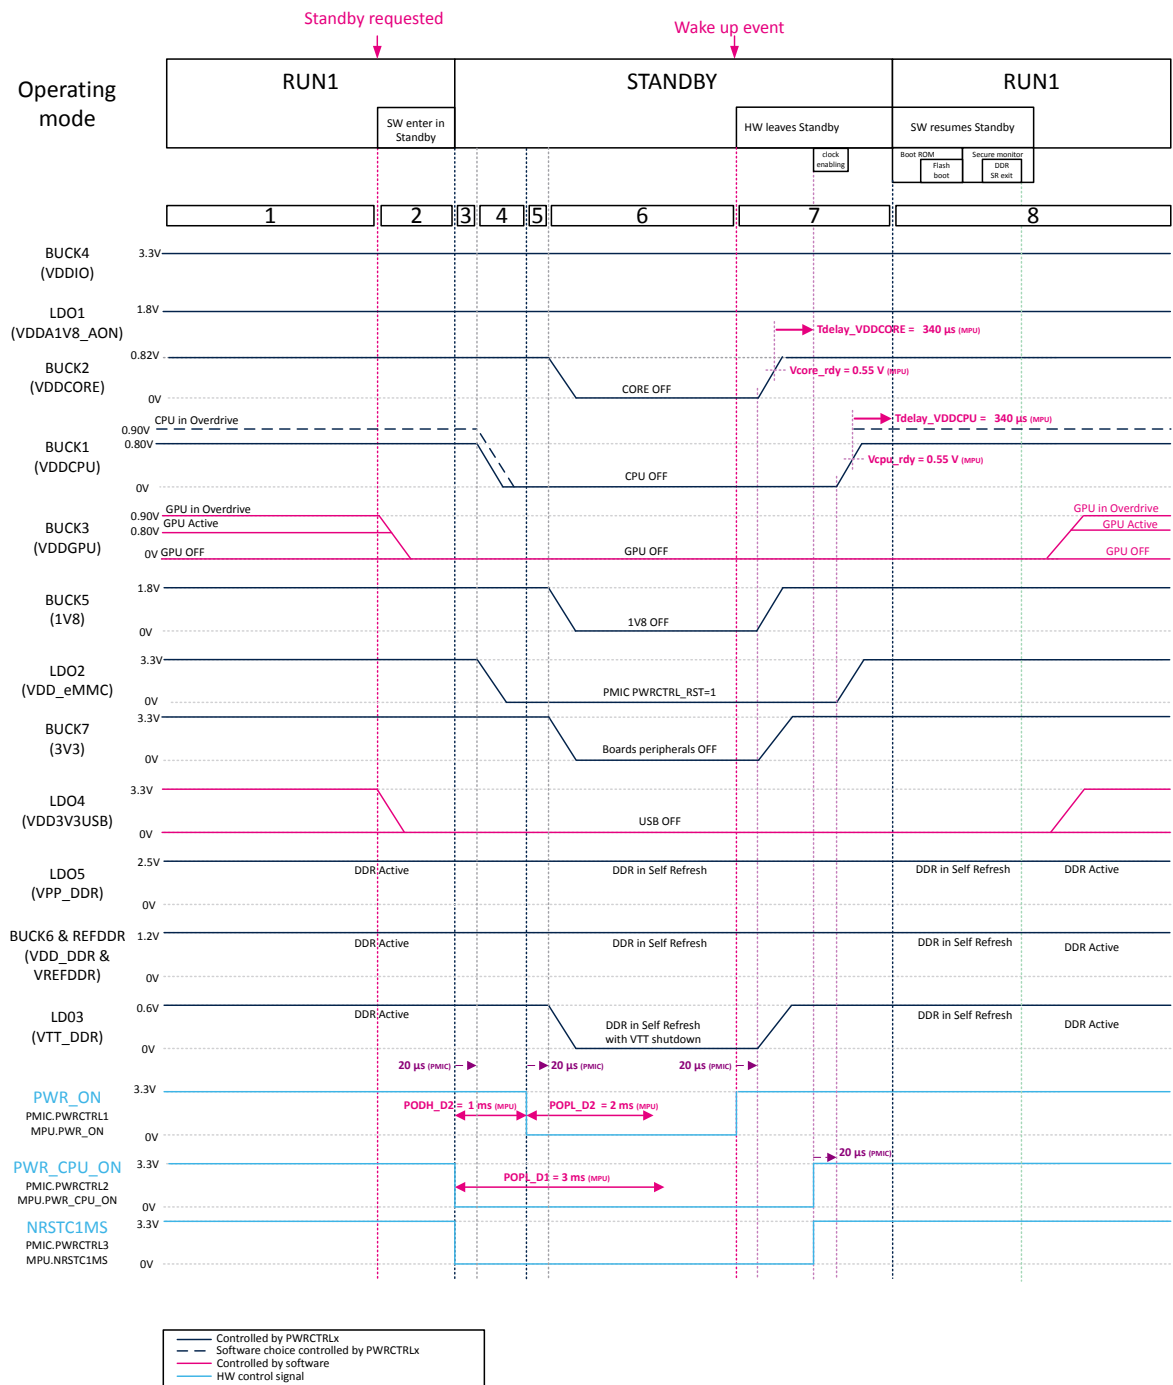 Standby requested
Wake up event
Operating
mode
RUN1
STANDBY
RUN1
SW enter in
Standby
HW leaves Standby
SW resumes Standby
clock
enabling
Boot ROM
Flash
boot
Secure monitor
DDR
SR exit
1
2
3
4
5
6
7
8
BUCK4
(VDDIO)
3.3V
LDO1
(VDDA1V8_AON)
1.8V
Tdelay_VDDCORE = 340 µs (MPU)
BUCK2
(VDDCORE)
0.82V
0V
CORE OFF
Vcore_rdy = 0.55 V (MPU)
BUCK1
(VDDCPU)
CPU in Overdrive
0.90V
0.80V
0V
CPU OFF
Tdelay_VDDCPU = 340 µs (MPU)
Vcpu_rdy = 0.55 V (MPU)
BUCK3
(VDDGPU)
GPU in Overdrive
0.90V
GPU Active
0.80V
0V GPU OFF
GPU OFF
GPU in Overdrive
GPU Active
GPU OFF
BUCK5
(1V8)
1.8V
0V
1V8 OFF
LDO2
(VDD_eMMC)
3.3V
0V
PMIC PWRCTRL_RST=1
BUCK7
(3V3)
3.3V
0V
Boards peripherals OFF
LDO4
(VDD3V3USB)
3.3V
0V
USB OFF
LDO5
(VPP_DDR)
2.5V
0V
DDR Active
DDR in Self Refresh
DDR in Self Refresh
DDR Active
BUCK6 & REFDDR
(VDD_DDR &
VREFDDR)
1.2V
0V
DDR Active
DDR in Self Refresh
DDR in Self Refresh
DDR Active
LD03
(VTT_DDR)
0.6V
0V
DDR Active
DDR in Self Refresh
with VTT shutdown
DDR in Self Refresh
DDR Active
20 µs (PMIC)
20 µs (PMIC)
20 µs (PMIC)
PWR_ON
PMIC.PWRCTRL1
MPU.PWR_ON
3.3V
0V
PODH_D2 = 1 ms (MPU)
POPL_D2 = 2 ms (MPU)
20 µs (PMIC)
PWR_CPU_ON
PMIC.PWRCTRL2
MPU.PWR_CPU_ON
3.3V
0V
POPL_D1 = 3 ms (MPU)
NRSTC1MS
PMIC.PWRCTRL3
MPU.NRSTC1MS
3.3V
0V
Controlled by PWRCTRLx
Software choice controlled by PWRCTRLx
Controlled by software
HW control signal